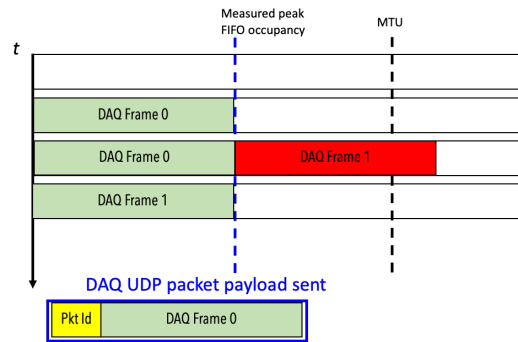 Measured peak
FIFO occupancy
MTU
t
DAQ Frame 0
DAQ Frame 0
DAQ Frame 1
DAQ Frame 1
DAQ UDP packet payload sent
Pkt Id
DAQ Frame 0